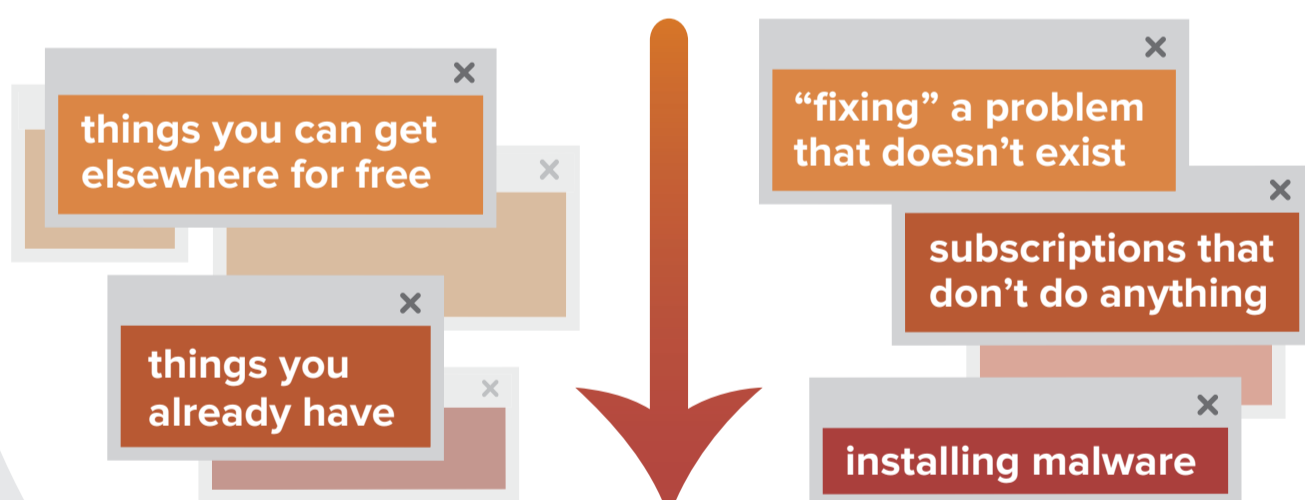 things you can get
elsewhere for free
things you
already have
“fixing” a problem
that doesn’t exist
subscriptions that
don’t do anything
installing malware